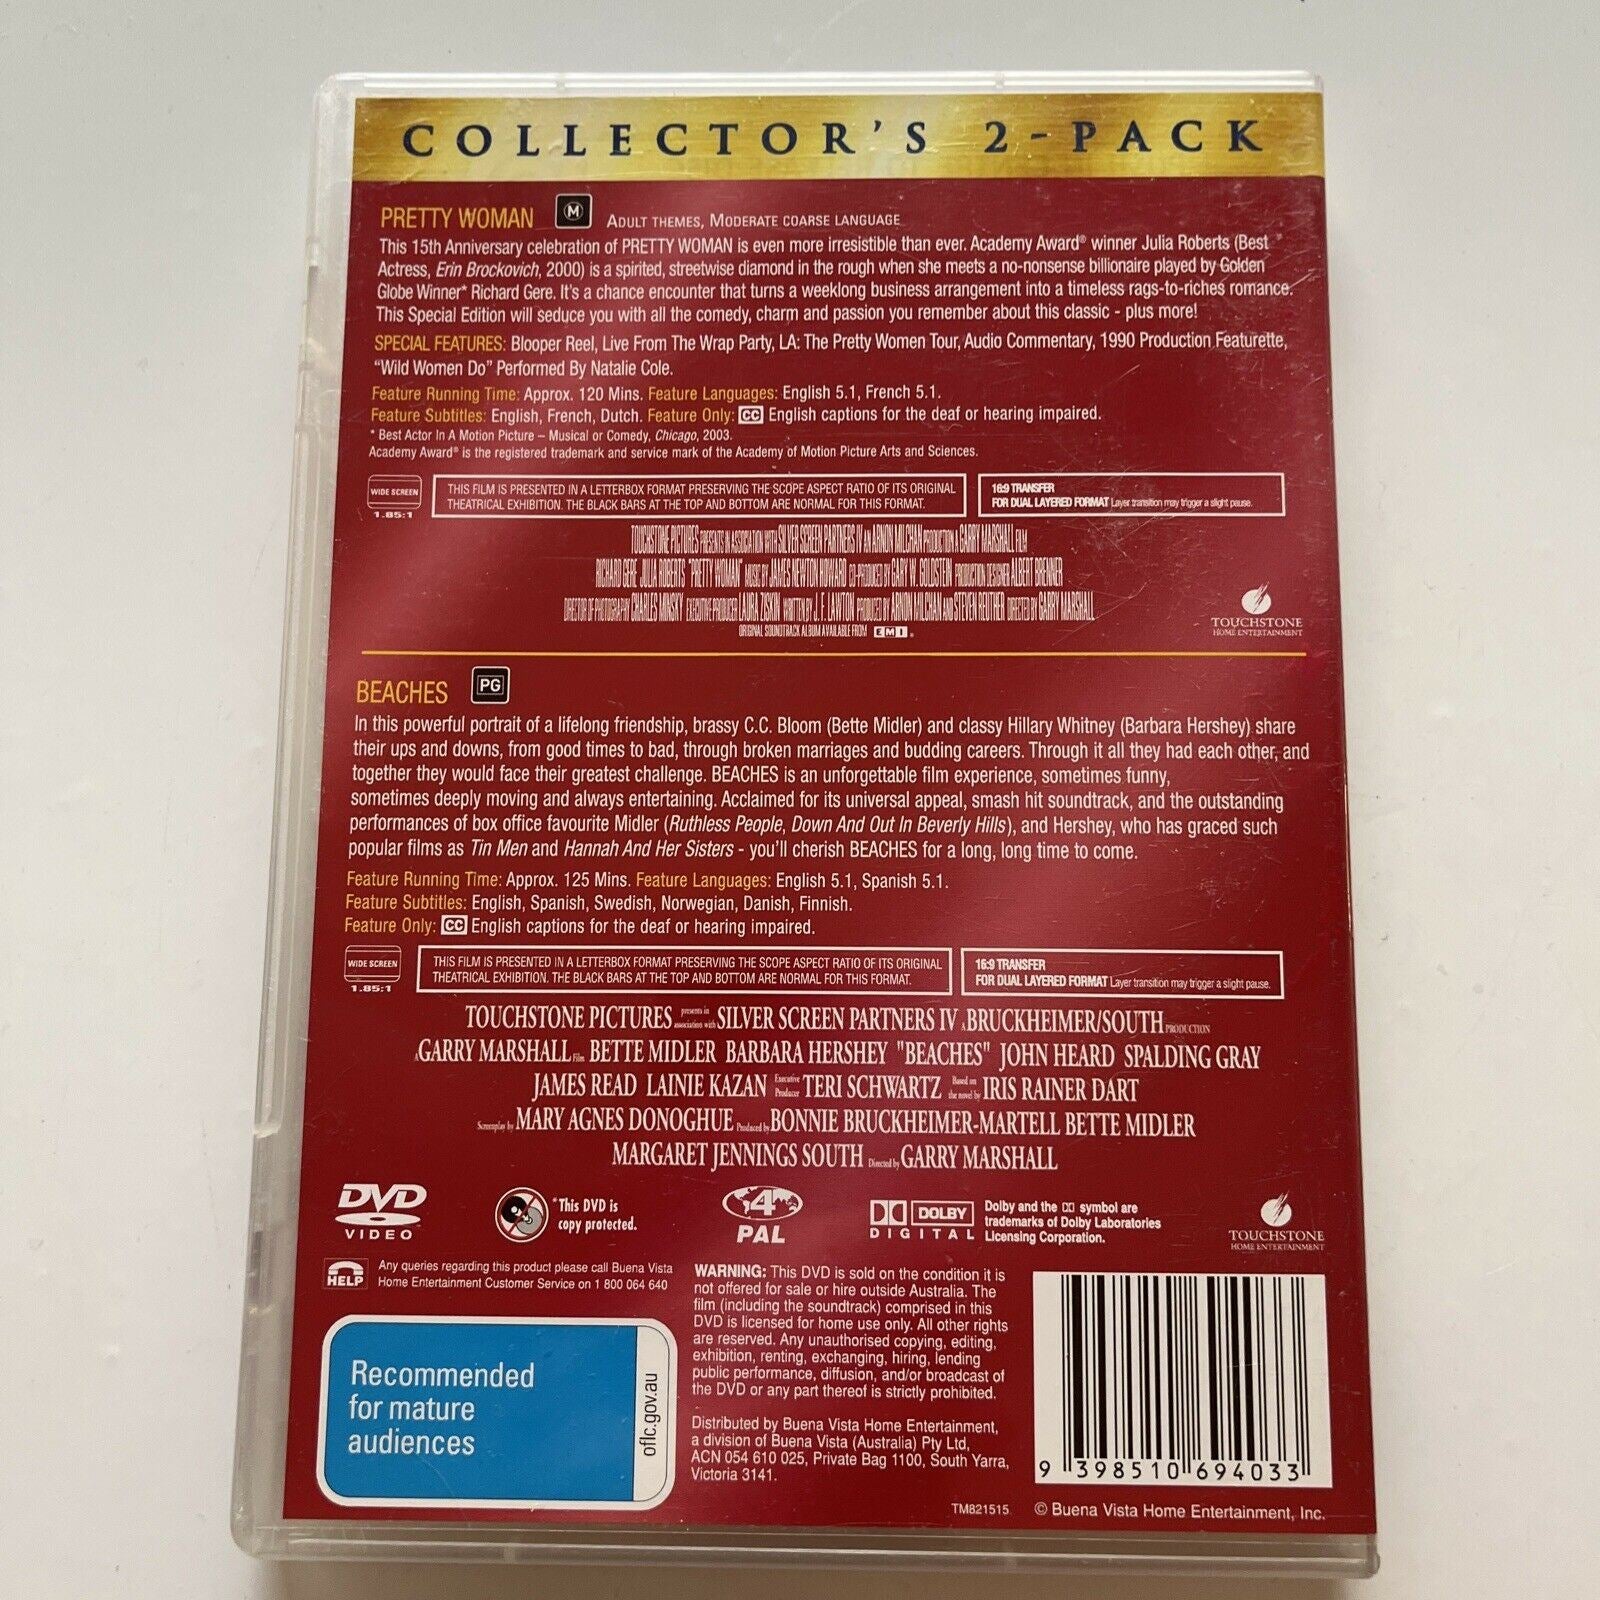 COLLECTOR'S 2-PACK
PRETTY WOMAN M ADULT THEMES, MODERATE COARSE LANGUAGE
This 15th Anniversary celebration of PRETTY WOMAN is even more irresistible than ever. Academy Award® winner Julia Roberts (Best
Actress, Erin Brockovich, 2000) is a spirited, streetwise diamond in the rough when she meets a no-nonsense billionaire played by Golden
Globe Winner* Richard Gere. It's a chance encounter that turns a weeklong business arrangement into a timeless rags-to-riches romance.
This Special Edition will seduce you with all the comedy, charm and passion you remember about this classic - plus more!
SPECIAL FEATURES: Blooper Reel, Live From The Wrap Party, LA: The Pretty Women Tour, Audio Commentary, 1990 Production Featurette,
"Wild Women Do" Performed By Natalie Cole.
Feature Running Time: Approx. 120 Mins. Feature Languages: English 5.1, French 5.1.
Feature Subtitles: English, French, Dutch. Feature Only: CC English captions for the deaf or hearing impaired.
* Best Actor In A Motion Picture – Musical or Comedy, Chicago, 2003.
Academy Award® is the registered trademark and service mark of the Academy of Motion Picture Arts and Sciences.
WIDE SCREEN
1.85:1
THIS FILM IS PRESENTED IN A LETTERBOX FORMAT PRESERVING THE SCOPE ASPECT RATIO OF ITS ORIGINAL
THEATRICAL EXHIBITION. THE BLACK BARS AT THE TOP AND BOTTOM ARE NORMAL FOR THIS FORMAT.
16:9 TRANSFER
FOR DUAL LAYERED FORMAT Layer transition may trigger a slight pause.
TOUCHSTONE PICTURES PRESENTS IN ASSOCIATION WITH SILVER SCREEN PARTNERS IV AN ARNON MILCHAN PRODUCTION A GARRY MARSHALL FILM
RICHARD GERE JULIA ROBERTS "PRETTY WOMAN" MUSIC BY JAMES NEWTON HOWARD CO-PRODUCED BY GARY W. GOLDSTEIN PRODUCTION DESIGNER ALBERT BRENNER
DIRECTOR OF PHOTOGRAPHY CHARLES MINSKY EXECUTIVE PRODUCER LAURA ZISKIN WRITTEN BY J. F. LAWTON PRODUCED BY ARNON MILCHAN AND STEVEN REUTHER DIRECTED BY GARRY MARSHALL
ORIGINAL SOUNDTRACK ALBUM AVAILABLE FROM EMI®
TOUCHSTONE
HOME ENTERTAINMENT
BEACHES PG
In this powerful portrait of a lifelong friendship, brassy C.C. Bloom (Bette Midler) and classy Hillary Whitney (Barbara Hershey) share
their ups and downs, from good times to bad, through broken marriages and budding careers. Through it all they had each other, and
together they would face their greatest challenge. BEACHES is an unforgettable film experience, sometimes funny,
sometimes deeply moving and always entertaining. Acclaimed for its universal appeal, smash hit soundtrack, and the outstanding
performances of box office favourite Midler (Ruthless People, Down And Out In Beverly Hills), and Hershey, who has graced such
popular films as Tin Men and Hannah And Her Sisters - you'll cherish BEACHES for a long, long time to come.
Feature Running Time: Approx. 125 Mins. Feature Languages: English 5.1, Spanish 5.1.
Feature Subtitles: English, Spanish, Swedish, Norwegian, Danish, Finnish.
Feature Only: CC English captions for the deaf or hearing impaired.
WIDE SCREEN
1.85:1
THIS FILM IS PRESENTED IN A LETTERBOX FORMAT PRESERVING THE SCOPE ASPECT RATIO OF ITS ORIGINAL
THEATRICAL EXHIBITION. THE BLACK BARS AT THE TOP AND BOTTOM ARE NORMAL FOR THIS FORMAT.
16:9 TRANSFER
FOR DUAL LAYERED FORMAT Layer transition may trigger a slight pause.
TOUCHSTONE PICTURES presents in association with SILVER SCREEN PARTNERS IV A BRUCKHEIMER/SOUTH PRODUCTION
A GARRY MARSHALL Film BETTE MIDLER BARBARA HERSHEY "BEACHES" JOHN HEARD SPALDING GRAY
JAMES READ LAINIE KAZAN Executive Producer TERI SCHWARTZ Based on the novel by IRIS RAINER DART
Screenplay by MARY AGNES DONOGHUE Produced by BONNIE BRUCKHEIMER-MARTELL BETTE MIDLER
MARGARET JENNINGS SOUTH Directed by GARRY MARSHALL
DVD
VIDEO
*This DVD is
copy protected.
4
PAL
DOLBY
DIGITAL
Dolby and the DD symbol are
trademarks of Dolby Laboratories
Licensing Corporation.
TOUCHSTONE
HOME ENTERTAINMENT
HELP
Any queries regarding this product please call Buena Vista
Home Entertainment Customer Service on 1 800 064 640
Recommended
for mature
audiences
oflc.gov.au
WARNING: This DVD is sold on the condition it is
not offered for sale or hire outside Australia. The
film (including the soundtrack) comprised in this
DVD is licensed for home use only. All other rights
are reserved. Any unauthorised copying, editing,
exhibition, renting, exchanging, hiring, lending
public performance, diffusion, and/or broadcast of
the DVD or any part thereof is strictly prohibited.
Distributed by Buena Vista Home Entertainment,
a division of Buena Vista (Australia) Pty Ltd,
ACN 054 610 025, Private Bag 1100, South Yarra,
Victoria 3141.
9 398510 694033
TM821515 © Buena Vista Home Entertainment, Inc.